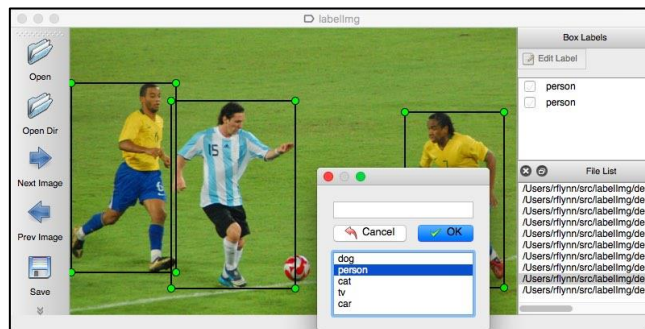 labelImg
Open
Open Dir
Next Image
Prev Image
Save
15
6
Cancel
OK
dog
person
cat
tv
car
Box Labels
Edit Label
person
person
File List
/Users/rflynn/src/labelImg/de
/Users/rflynn/src/labelImg/de
/Users/rflynn/src/labelImg/de
/Users/rflynn/src/labelImg/de
/Users/rflynn/src/labelImg/de
/Users/rflynn/src/labelImg/de
/Users/rflynn/src/labelImg/de
/Users/rflynn/src/labelImg/de
/Users/rflynn/src/labelImg/de